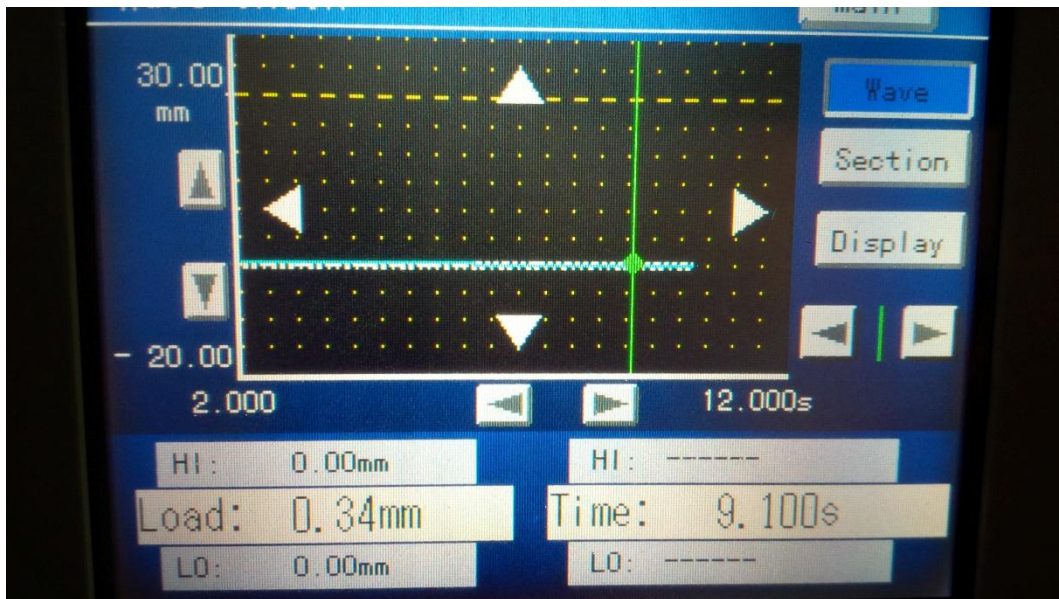 Main
30.00
mm
Wave
Section
Display
- 20.00
2.000
12.000s
HI: 0.00mm
HI: ------
Load: 0.34mm
Time: 9.100s
LO: 0.00mm
LO: ------